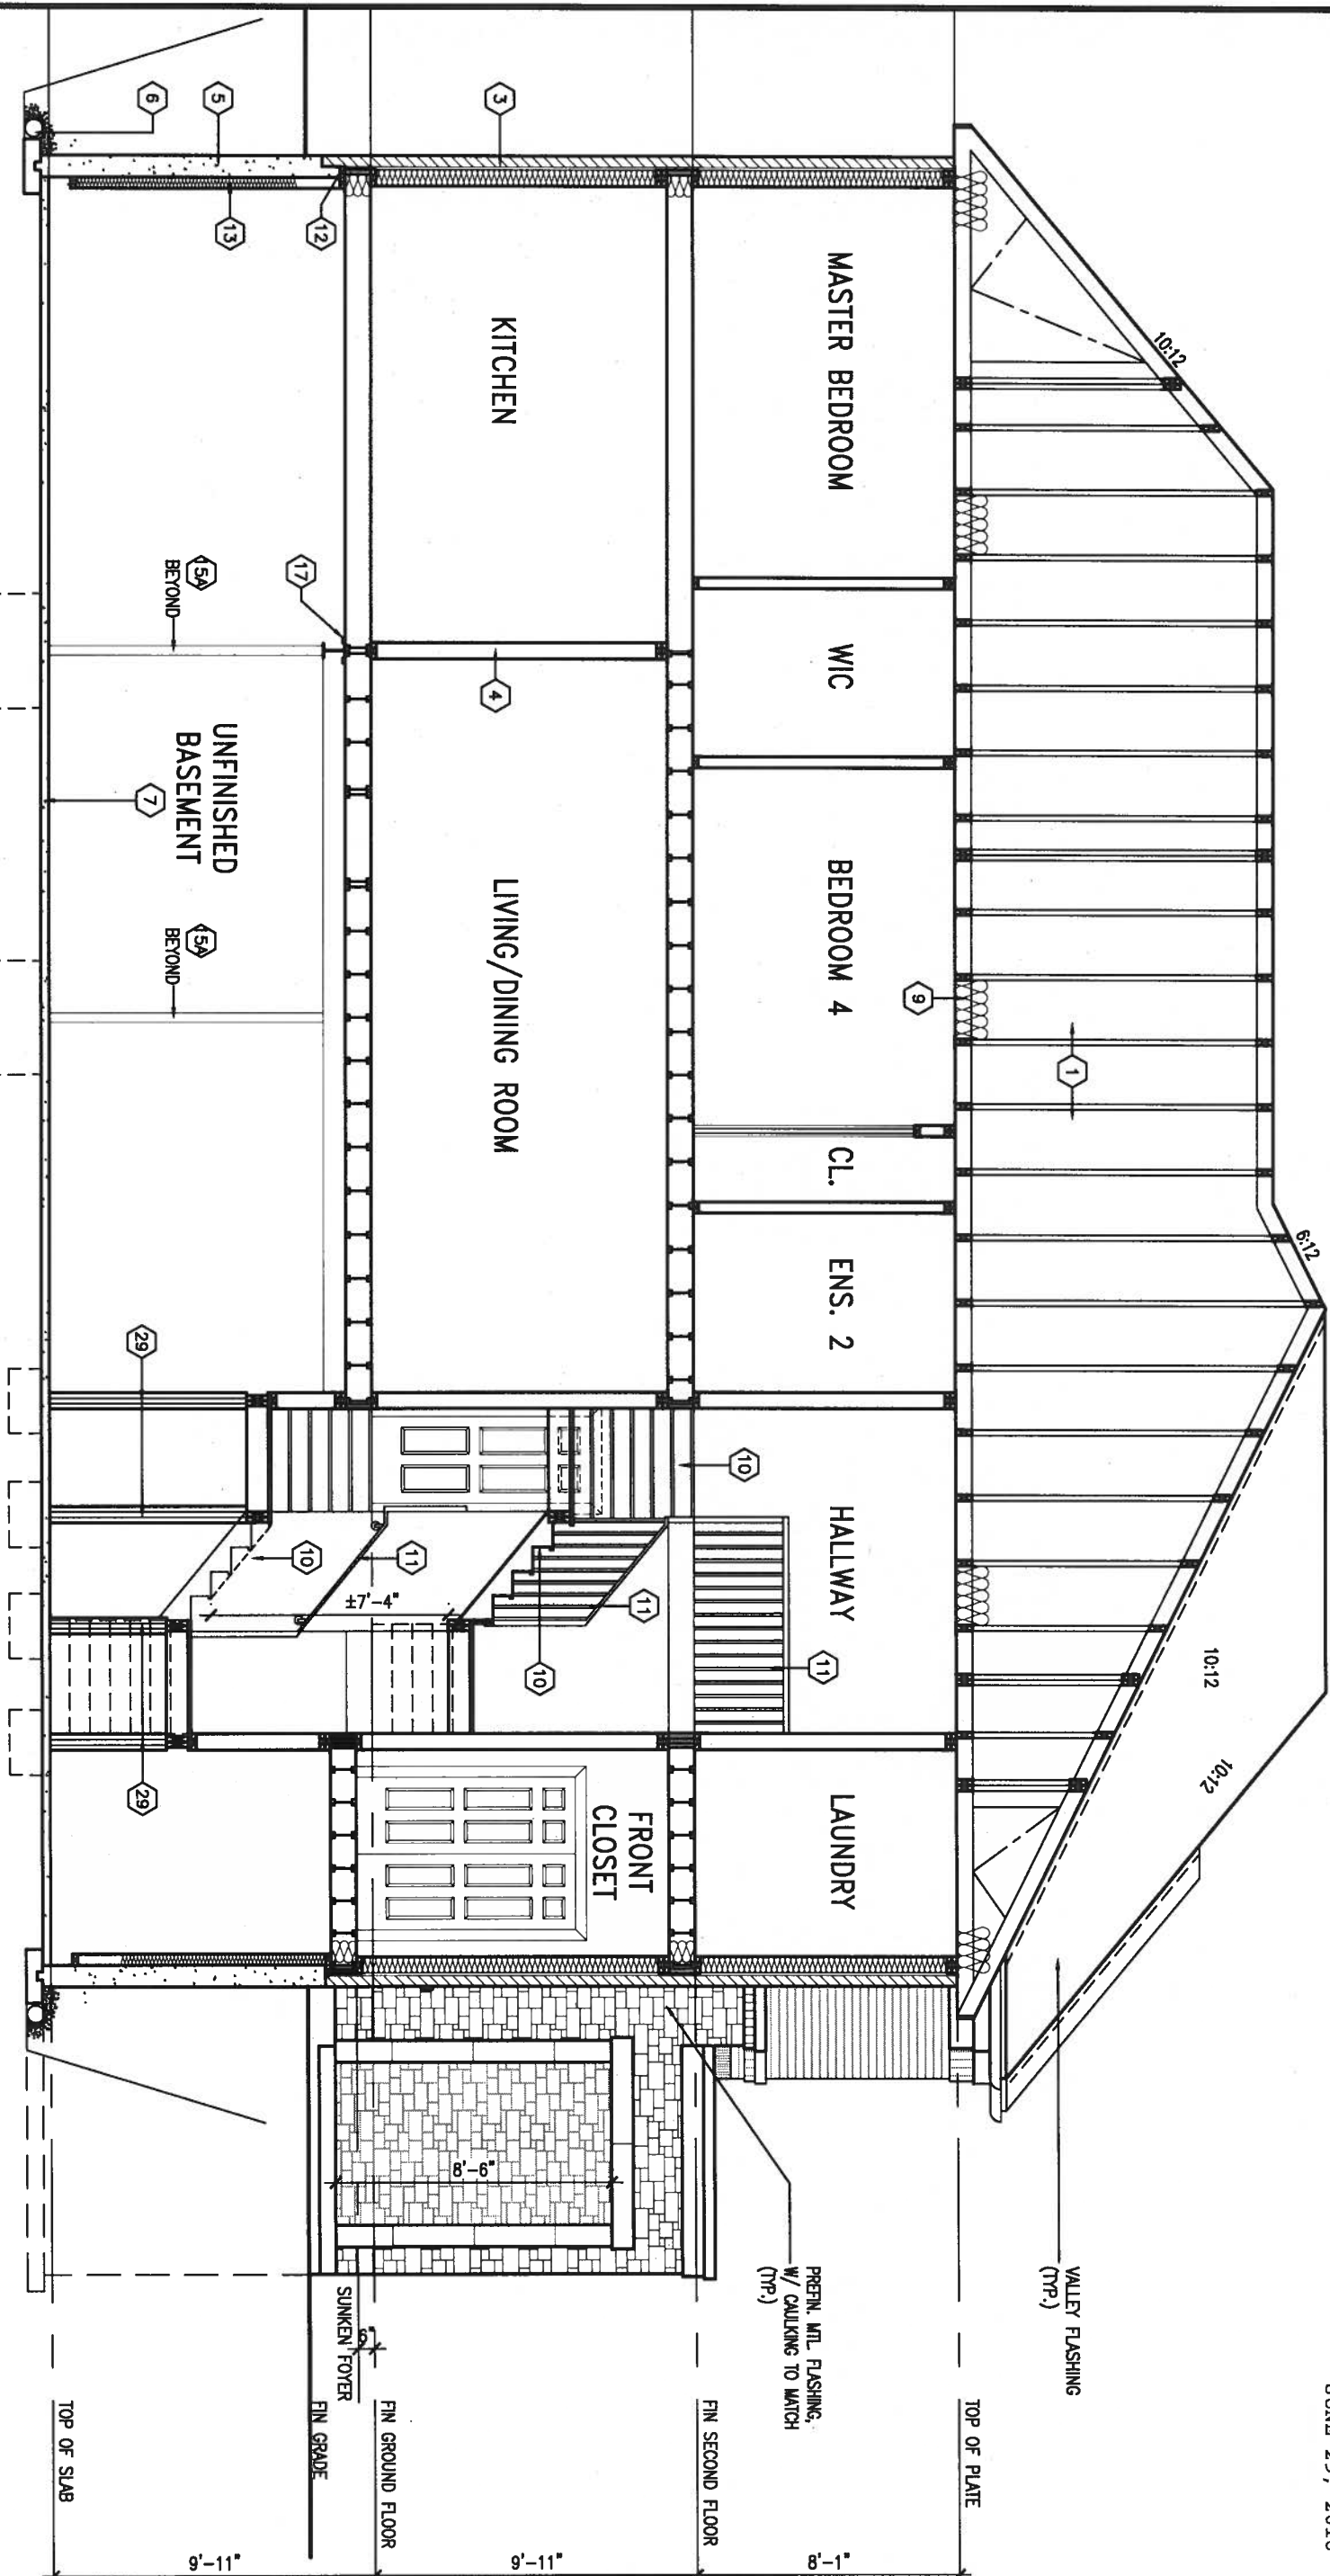 10:12
6:12
10:12
10:12
1
9
VALLEY FLASHING
(TYP.)
TOP OF PLATE
MASTER BEDROOM
WIC
BEDROOM 4
CL.
ENS. 2
HALLWAY
LAUNDRY
10
11
PREFIN. MTL. FLASHING,
W/ CAULKING TO MATCH
(TYP.)
8'-1"
FIN SECOND FLOOR
3
KITCHEN
4
LIVING/DINING ROOM
FRONT
CLOSET
11
10
11
±7'-4"
8'-6"
9'-11"
FIN GROUND FLOOR
6"
SUNKEN FOYER
FIN GRADE
12
17
10
5
13
6
15A
BEYOND
UNFINISHED
BASEMENT
7
15A
BEYOND
29
29
9'-11"
TOP OF SLAB